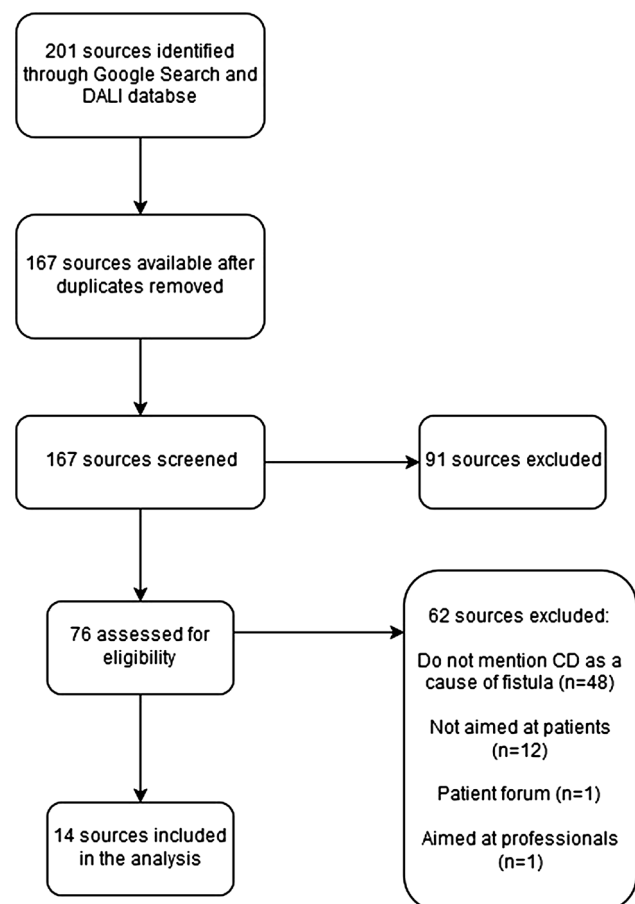 201 sources identified
through Google Search and
DALI databse
167 sources available after
duplicates removed
167 sources screened
91 sources excluded
76 assessed for
eligibility
62 sources excluded:
Do not mention CD as a
cause of fistula (n=48)
Not aimed at patients
(n=12)
Patient forum (n=1)
Aimed at professionals
(n=1)
14 sources included
in the analysis